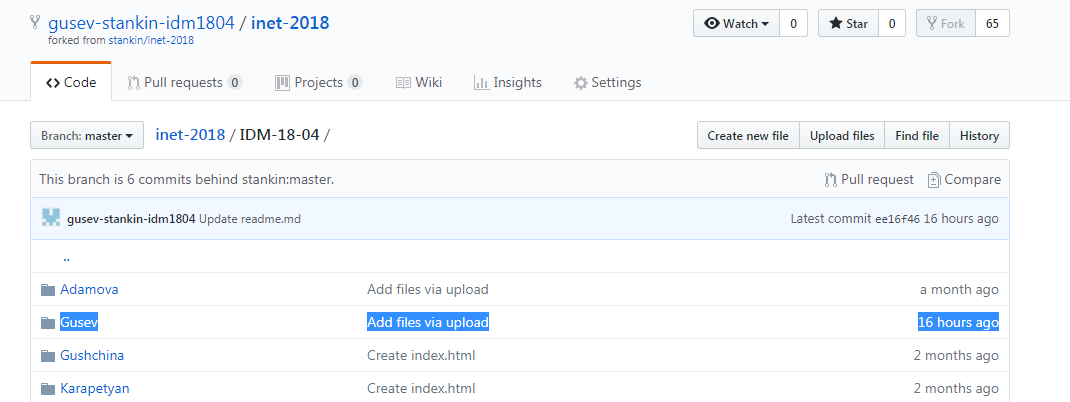 gusev-stankin-idm1804 / inet-2018 Watch 0 Star 0 Fork 65
forked from stankin/inet-2018
Code Pull requests 0 Projects 0 Wiki Insights Settings
Branch: master inet-2018 / IDM-18-04 / Create new file Upload files Find file History
This branch is 6 commits behind stankin:master. Pull request Compare
gusev-stankin-idm1804 Update readme.md Latest commit ee16f46 16 hours ago
..
Adamova Add files via upload a month ago
Gusev Add files via upload 16 hours ago
Gushchina Create index.html 2 months ago
Karapetyan Create index.html 2 months ago